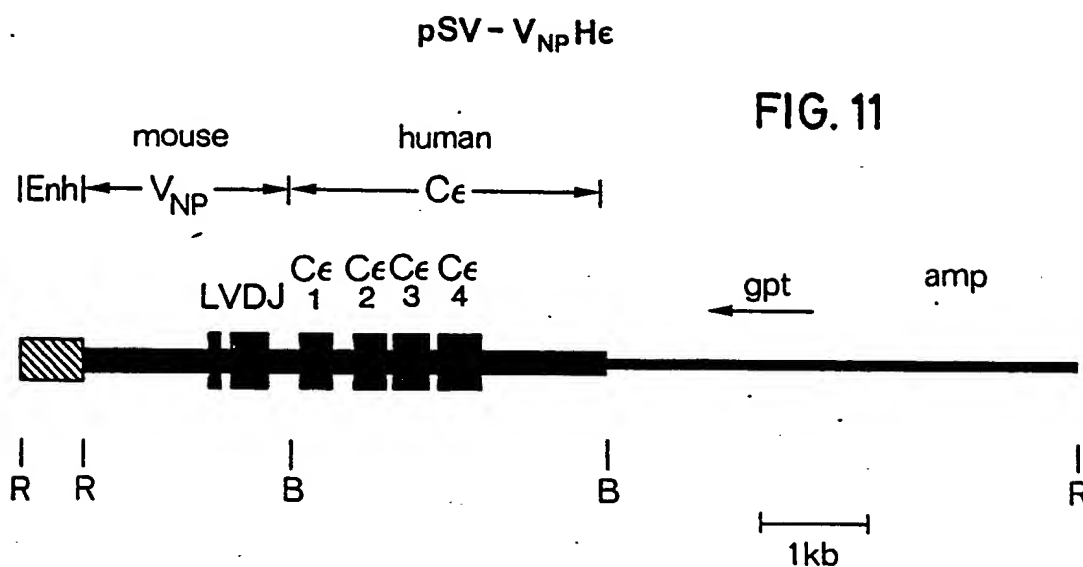 pSV-V_NP Hε
FIG. 11
mouse human
|Enh| V_NP Cε
LVDJ Cε 1 Cε 2 Cε 3 Cε 4 gpt amp
R R B B R
1kb